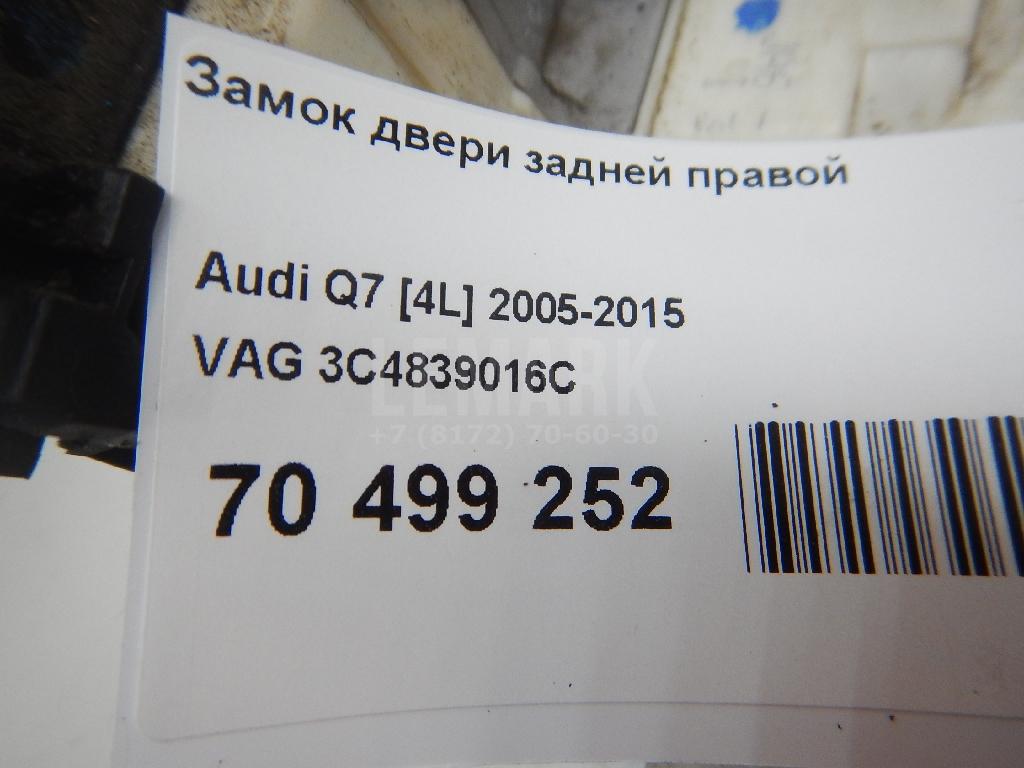 Замок двери задней правой
Audi Q7 [4L] 2005-2015
VAG 3C4839016C
LEMARK
+7 (8172) 70-60-30
70 499 252